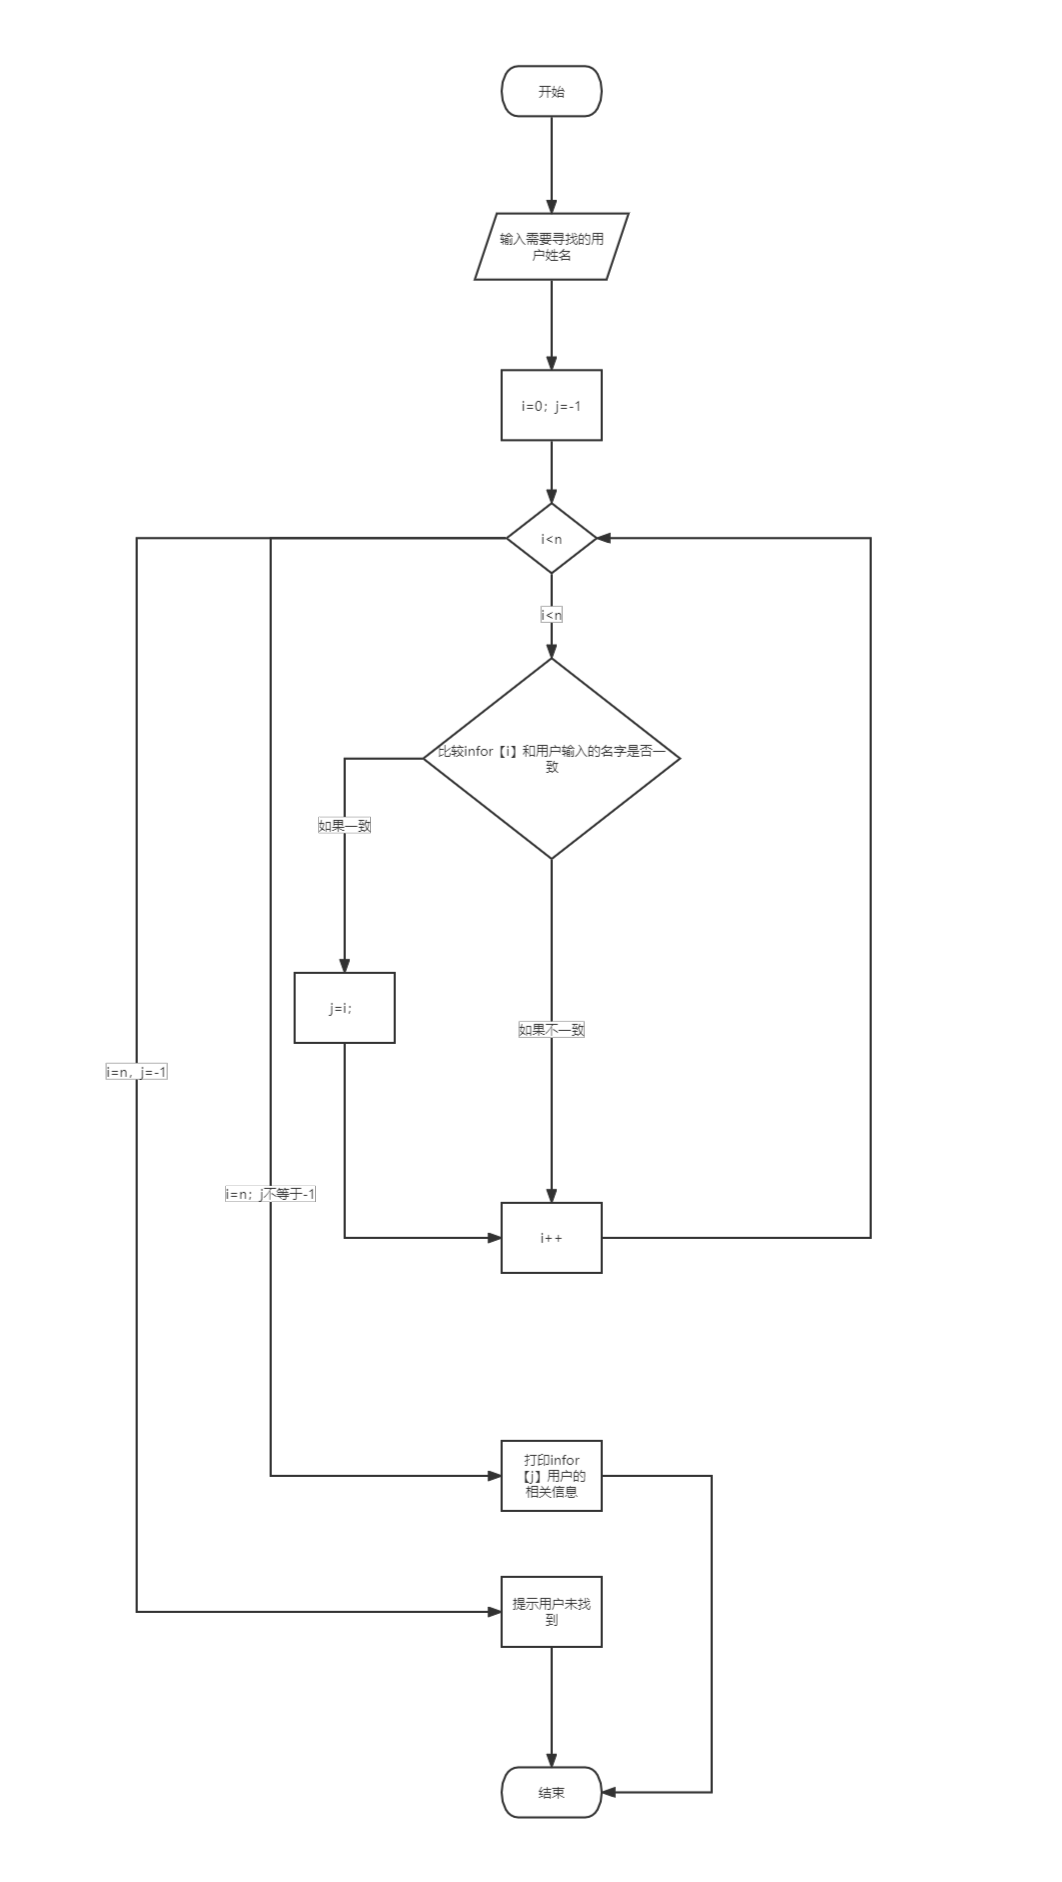 开始
输入需要寻找的用
户姓名
i=0；j=-1
i<n
i<n
比较infor【i】和用户输入的名字是否一
致
如果一致
j=i；
如果不一致
i=n，j=-1
i=n；j不等于-1
i++
打印infor
【j】用户的
相关信息
提示用户未找
到
结束